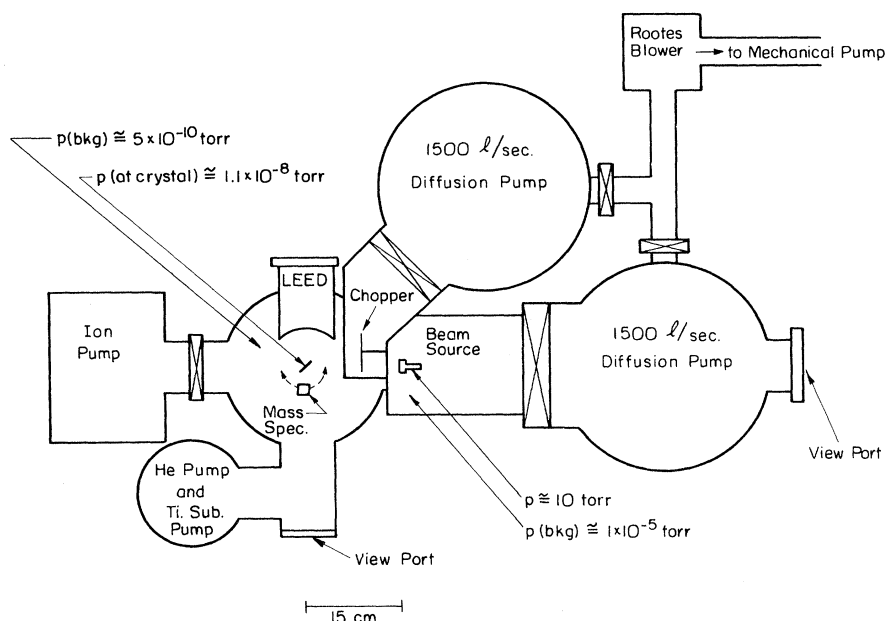 Rootes
Blower
to Mechanical Pump
p(bkg) ≅ 5 x 10⁻¹⁰ torr
p (at crystal) ≅ 1.1 x 10⁻⁸ torr
1500 ℓ/sec.
Diffusion Pump
LEED
Chopper
Ion
Pump
Beam
Source
1500 ℓ/sec.
Diffusion Pump
Mass
Spec.
View Port
He Pump
and
Ti. Sub.
Pump
p ≅ 10 torr
p (bkg) ≅ 1x10⁻⁵ torr
View Port
15 cm